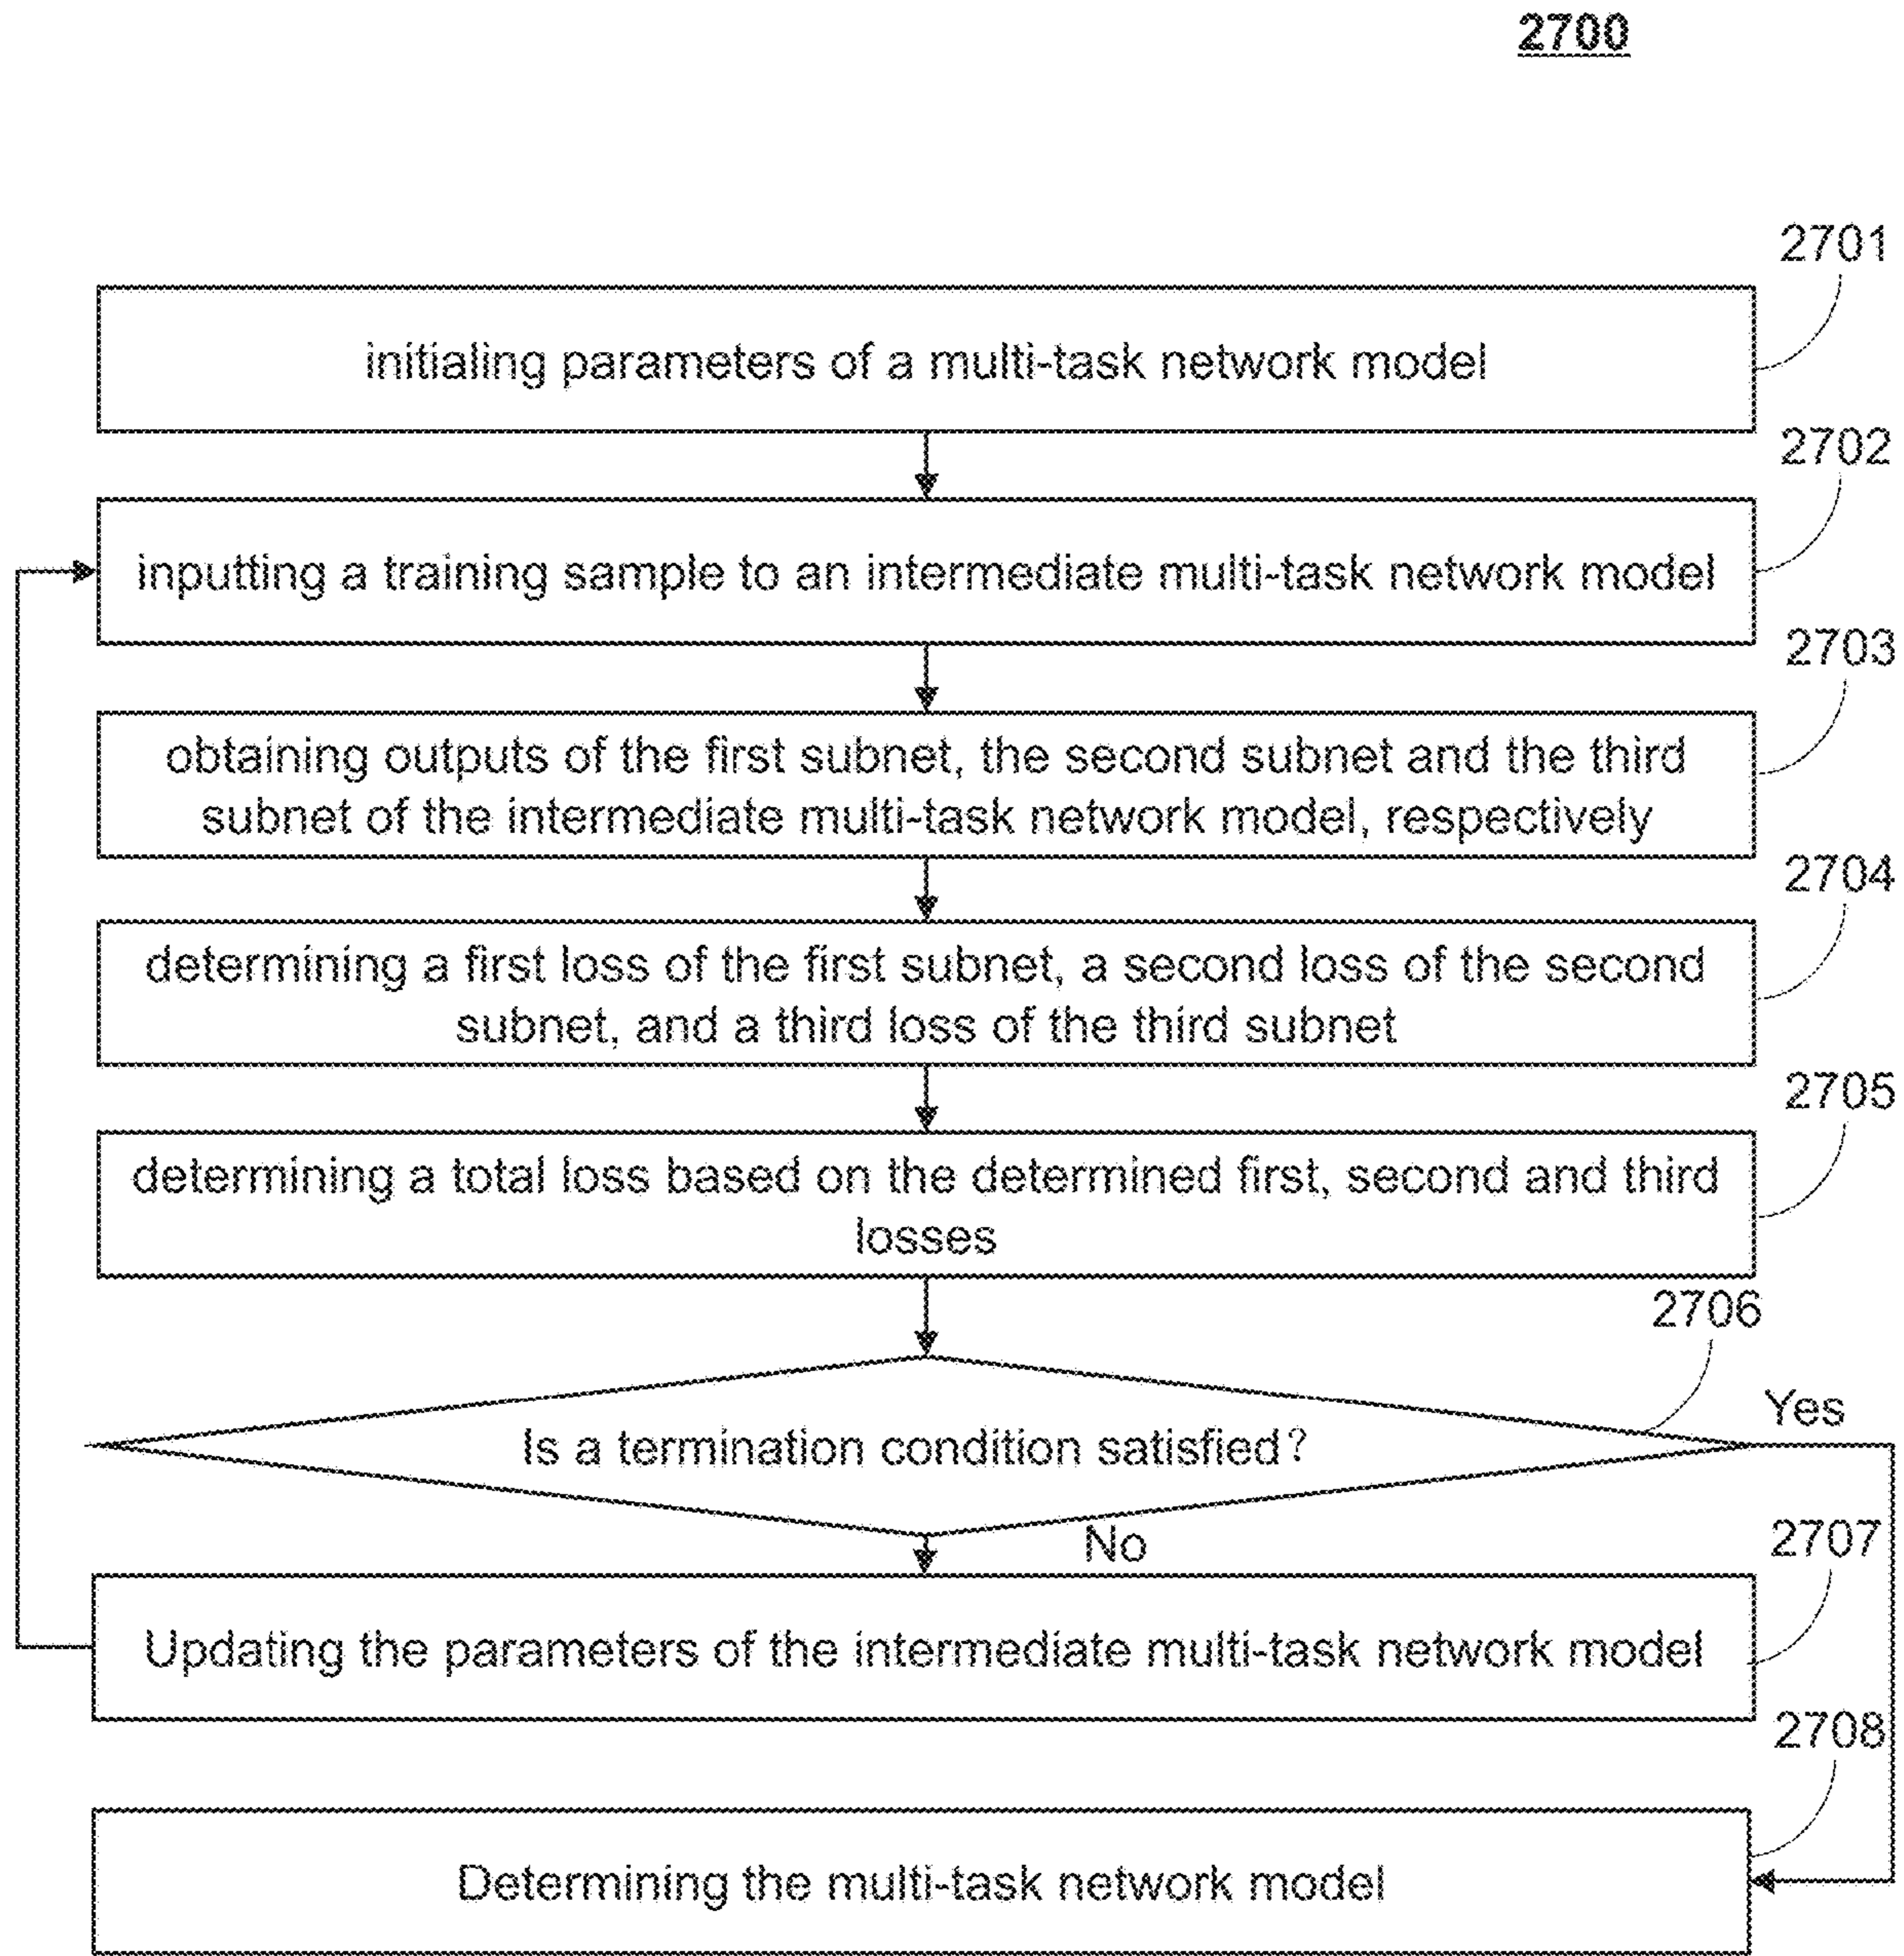 2700
2701
initialing parameters of a multi-task network model
2702
inputting a training sample to an intermediate multi-task network model
2703
obtaining outputs of the first subnet, the second subnet and the third
subnet of the intermediate multi-task network model, respectively
2704
determining a first loss of the first subnet, a second loss of the second
subnet, and a third loss of the third subnet
2705
determining a total loss based on the determined first, second and third
losses
2706
Yes
Is a termination condition satisfied?
No
2707
Updating the parameters of the intermediate multi-task network model
2708
Determining the multi-task network model